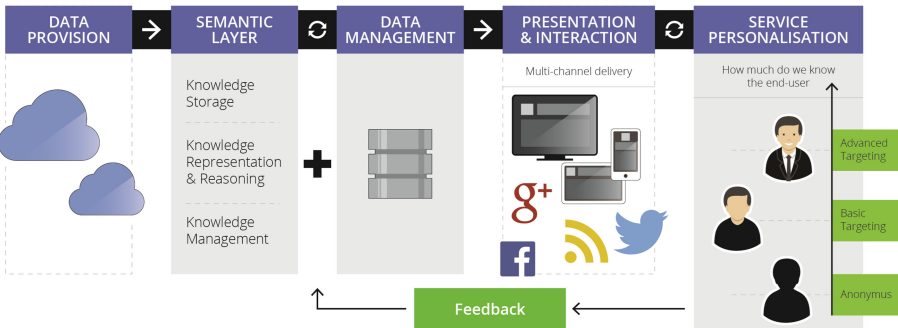 DATA
PROVISION
SEMANTIC
LAYER
DATA
MANAGEMENT
PRESENTATION
& INTERACTION
SERVICE
PERSONALISATION
Knowledge
Storage
Knowledge
Representation
& Reasoning
Knowledge
Management
Multi-channel delivery
g+
f
How much do we know
the end-user
Advanced
Targeting
Basic
Targeting
Anonymus
Feedback